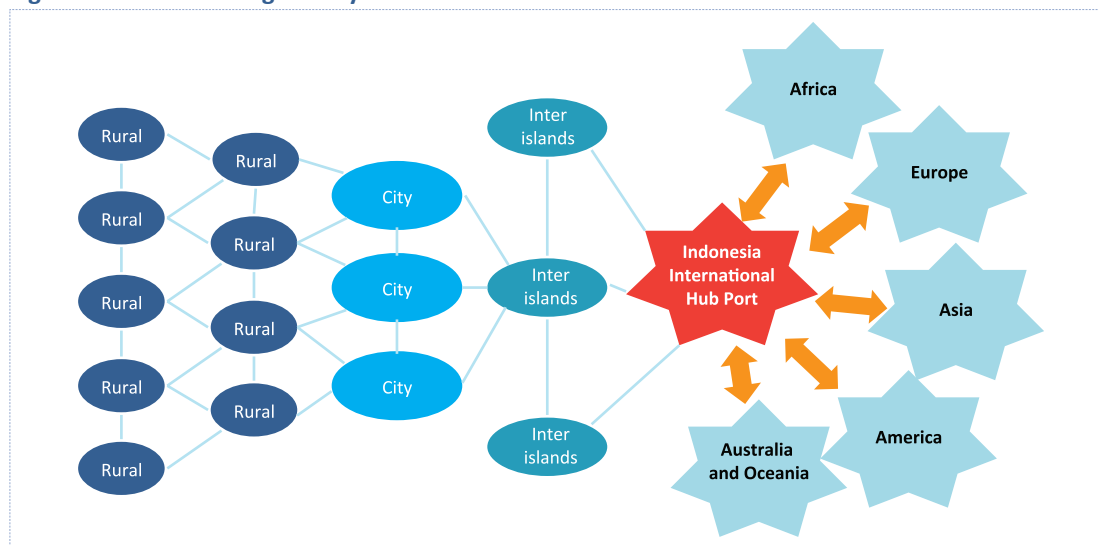 Rural
Rural
Rural
Rural
Rural
Rural
Rural
Rural
Rural
City
City
City
Inter
islands
Inter
islands
Inter
islands
Indonesia
International
Hub Port
Africa
Europe
Asia
America
Australia
and Oceania